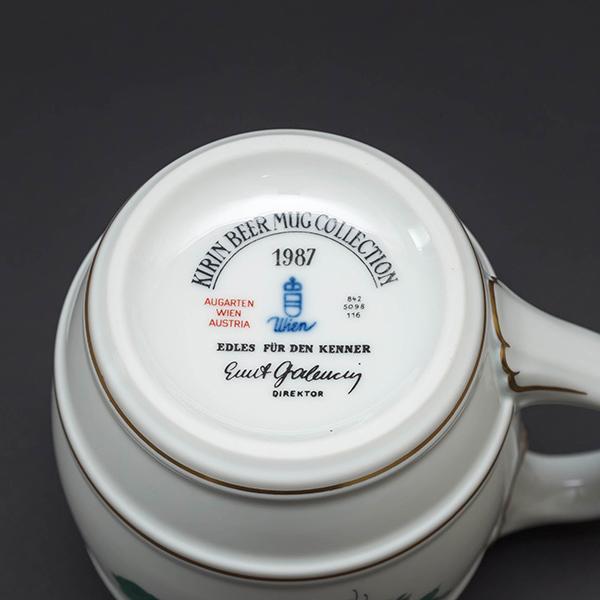 KIRIN BEER MUG COLLECTION
1987
AUGARTEN
WIEN
AUSTRIA
Wien
842
5098
116
EDLES FÜR DEN KENNER
DIREKTOR